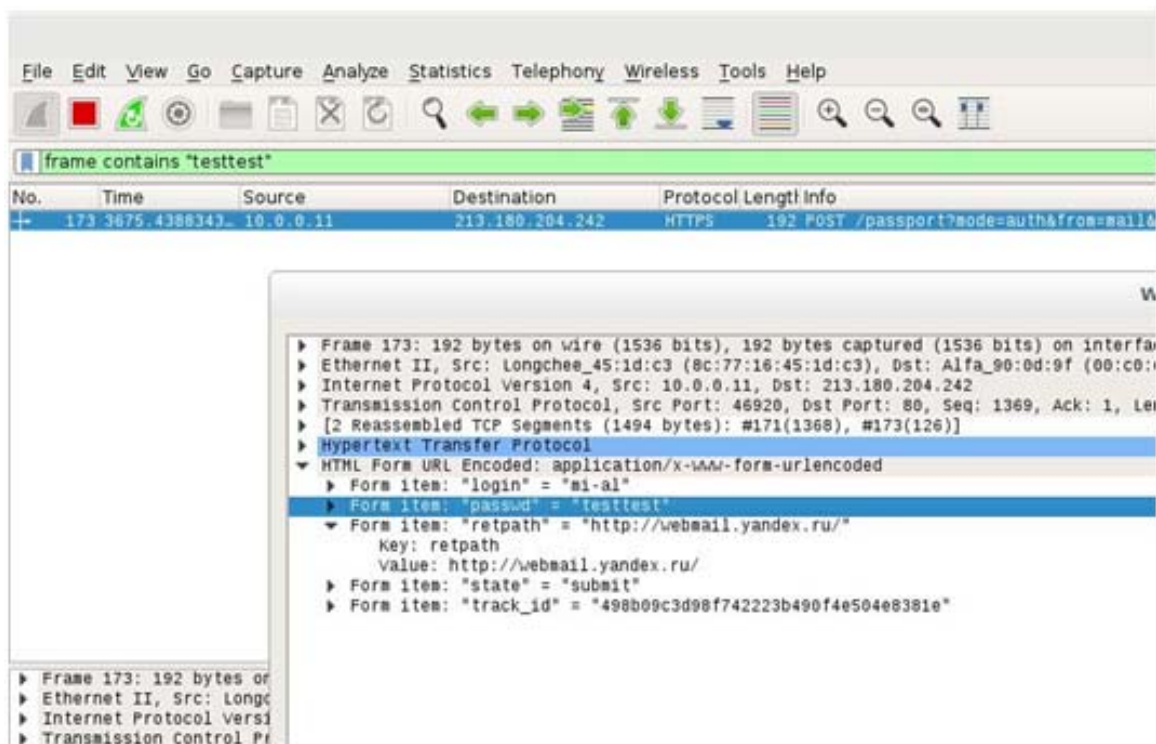 File Edit View Go Capture Analyze Statistics Telephony Wireless Tools Help
frame contains "testtest"
No. Time Source Destination Protocol Lengtl Info
173 3675.4388343… 10.0.0.11 213.180.204.242 HTTPS 192 POST /passport?mode=auth&from=mail&
W
Frame 173: 192 bytes on wire (1536 bits), 192 bytes captured (1536 bits) on interfa
Ethernet II, Src: Longchee_45:1d:c3 (8c:77:16:45:1d:c3), Dst: Alfa_90:0d:9f (00:c0:
Internet Protocol Version 4, Src: 10.0.0.11, Dst: 213.180.204.242
Transmission Control Protocol, Src Port: 46920, Dst Port: 80, Seq: 1369, Ack: 1, Ler
[2 Reassembled TCP Segments (1494 bytes): #171(1368), #173(126)]
Hypertext Transfer Protocol
HTML Form URL Encoded: application/x-www-form-urlencoded
Form item: "login" = "mi-al"
Form item: "passwd" = "testtest"
Form item: "retpath" = "http://webmail.yandex.ru/"
Key: retpath
Value: http://webmail.yandex.ru/
Form item: "state" = "submit"
Form item: "track_id" = "498b09c3d98f742223b490f4e504e8381e"
Frame 173: 192 bytes or
Ethernet II, Src: Longc
Internet Protocol Versi
Transmission Control Pr